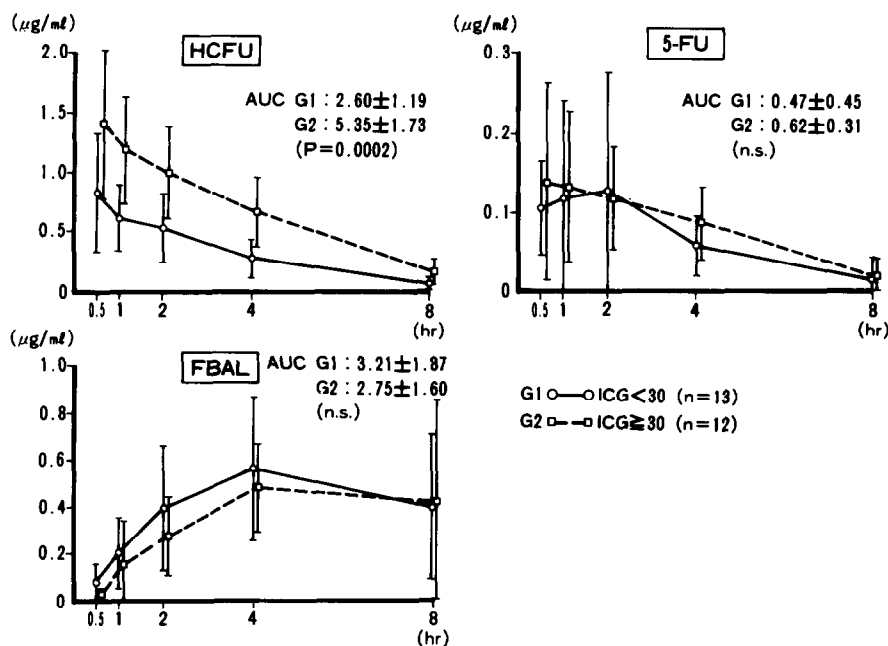 (μg/ml)
HCFU
2.0
1.5
1.0
0.5
0
AUC G1 : 2.60±1.19
G2 : 5.35±1.73
(P=0.0002)
0.5 1 2 4 8
(hr)
(μg/ml)
5-FU
0.3
0.2
0.1
0
AUC G1 : 0.47±0.45
G2 : 0.62±0.31
(n.s.)
0.5 1 2 4 8
(hr)
(μg/ml)
FBAL
1.0
0.8
0.6
0.4
0.2
0
AUC G1 : 3.21±1.87
G2 : 2.75±1.60
(n.s.)
0.5 1 2 4 8
(hr)
G1 ICG<30 (n=13)
G2 ICG≧30 (n=12)